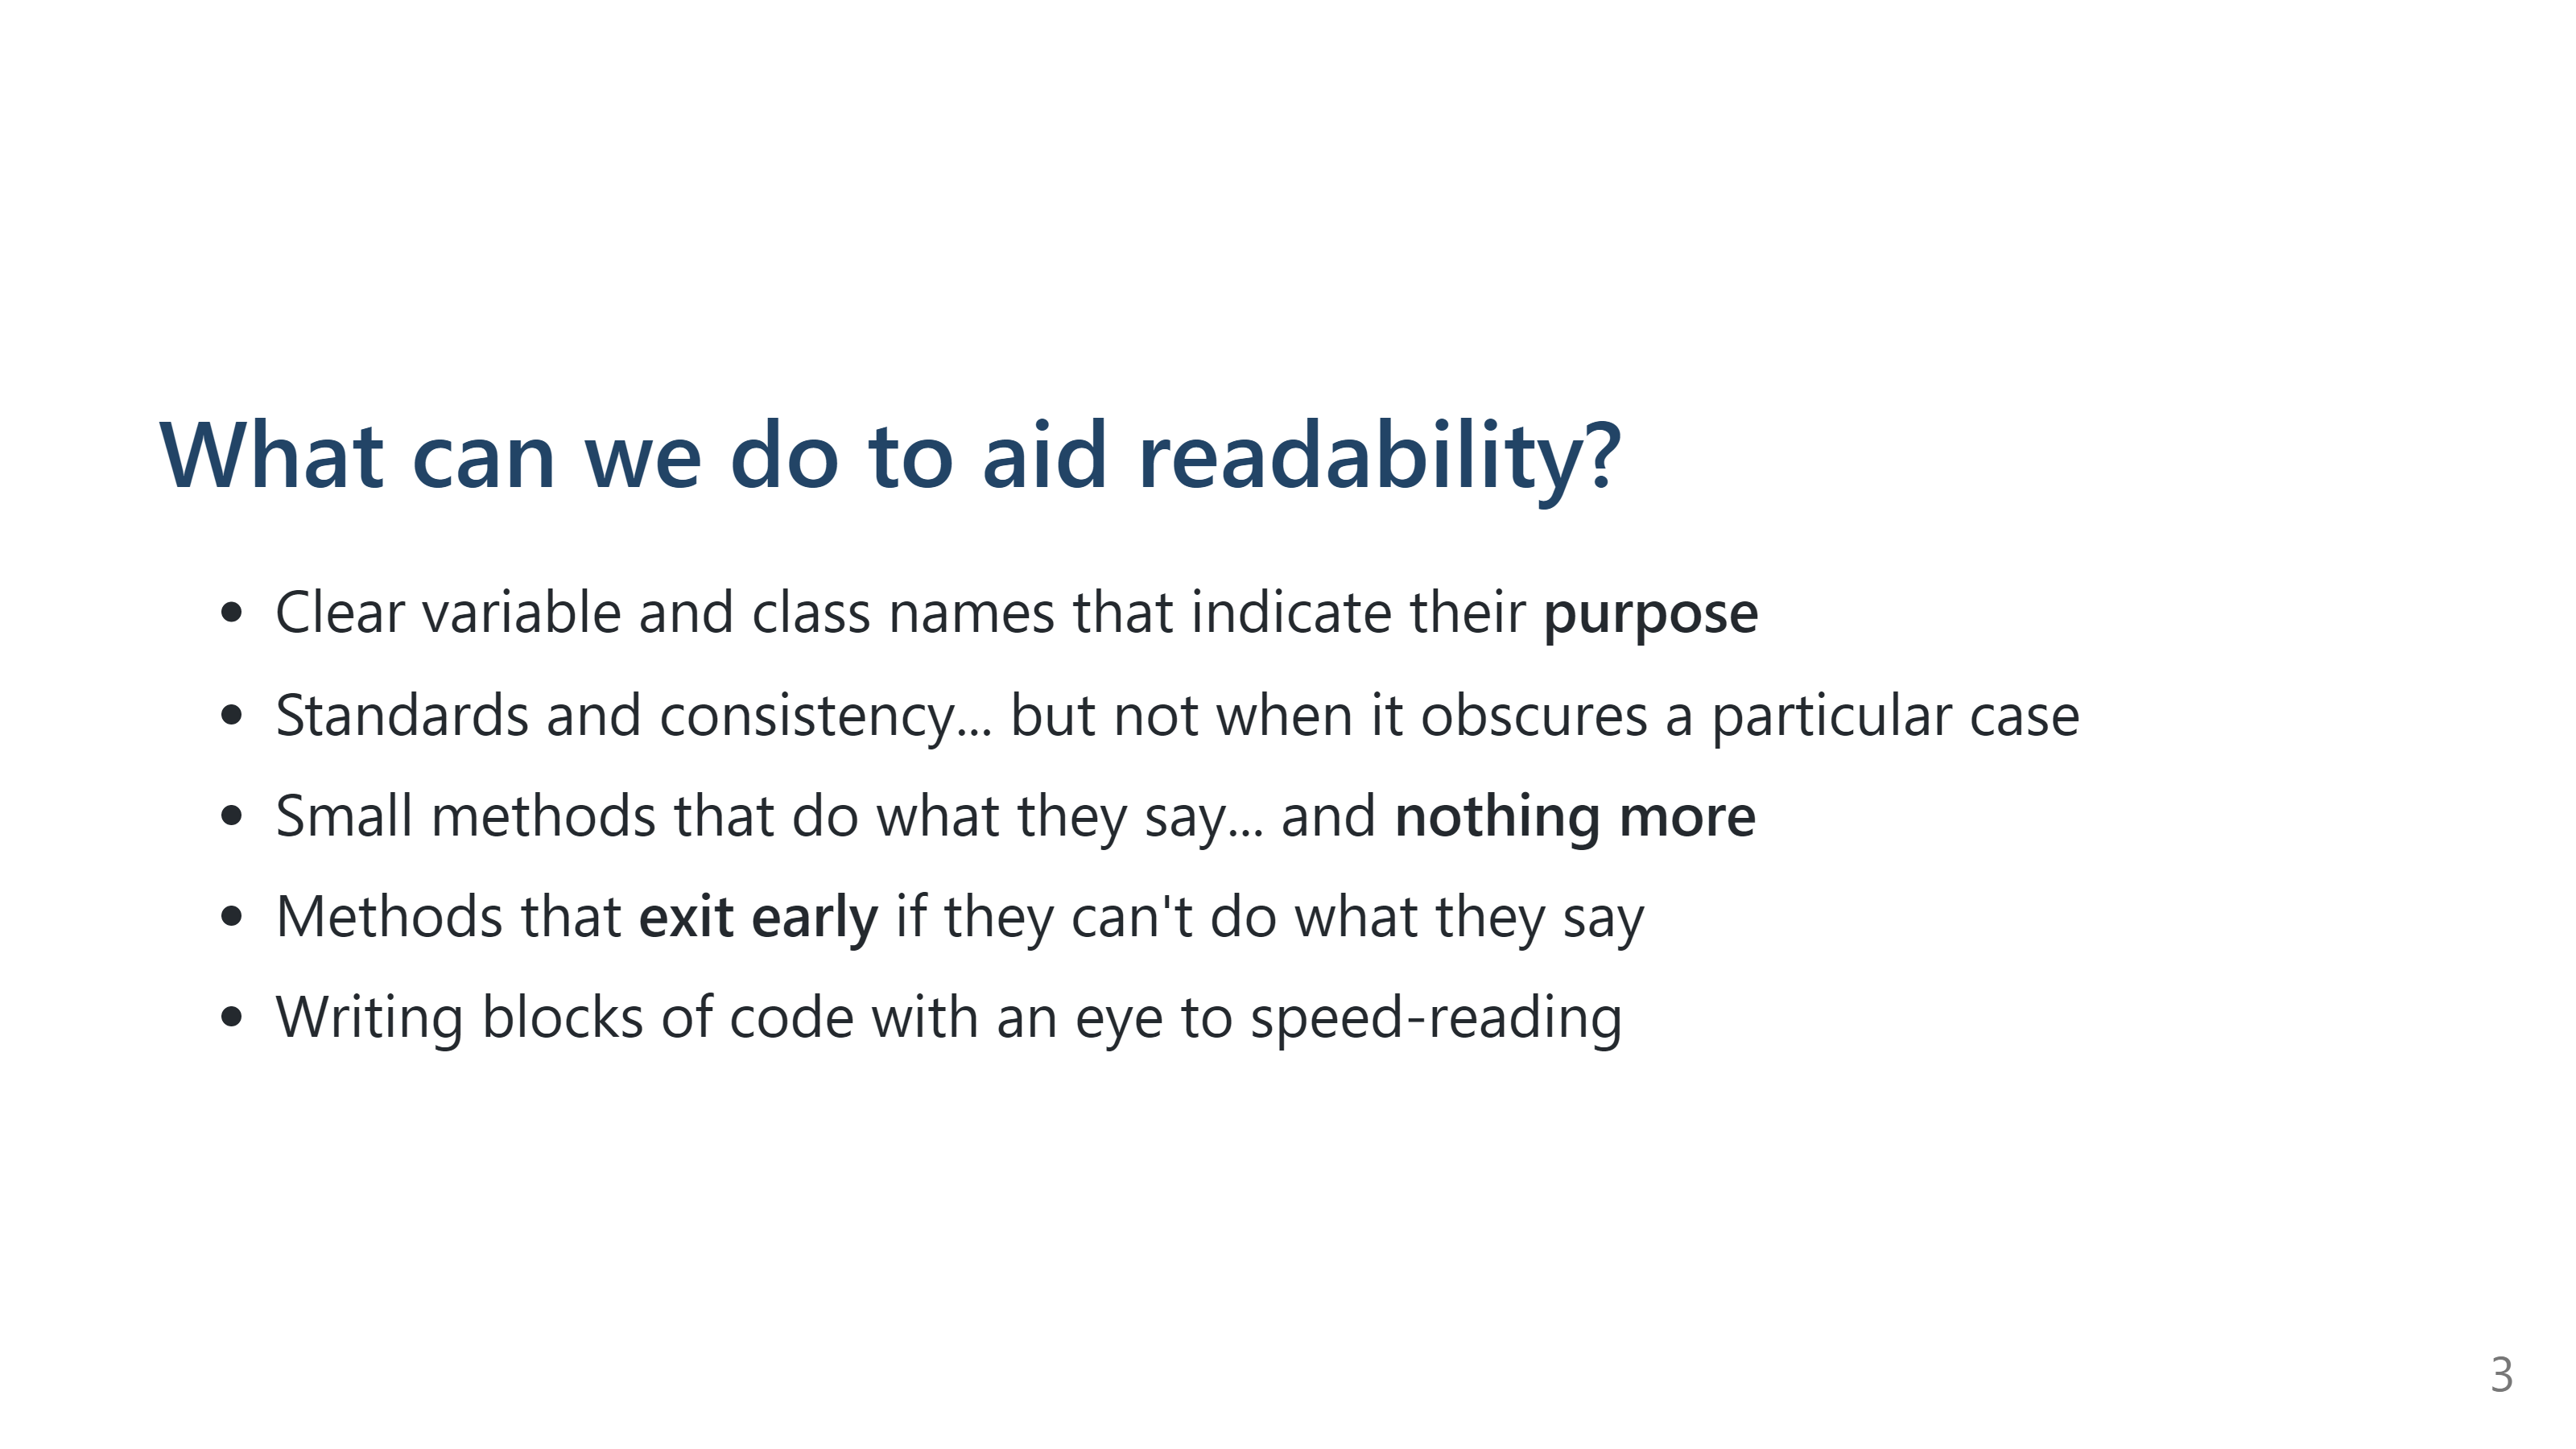 What can we do to aid readability?
• Clear variable and class names that indicate their purpose
• Standards and consistency... but not when it obscures a particular case
• Small methods that do what they say... and nothing more
• Methods that exit early if they can't do what they say
• Writing blocks of code with an eye to speed-reading
3